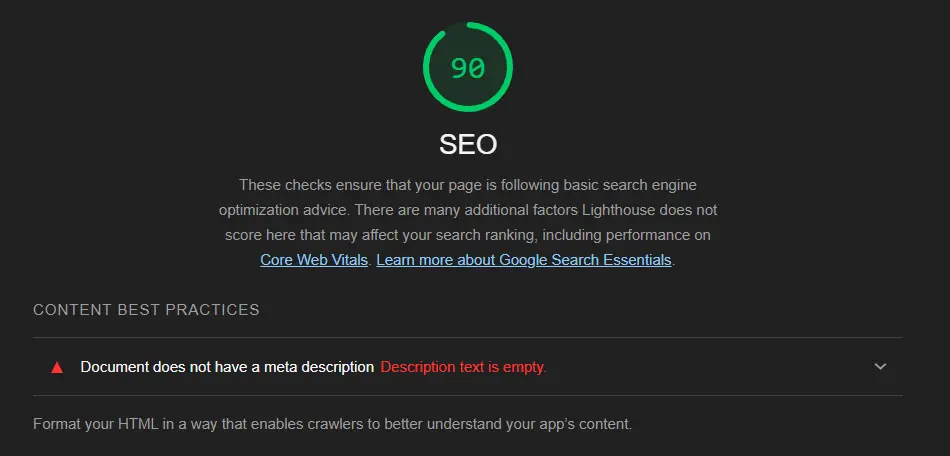 90
SEO
These checks ensure that your page is following basic search engine
optimization advice. There are many additional factors Lighthouse does not
score here that may affect your search ranking, including performance on
Core Web Vitals. Learn more about Google Search Essentials.
CONTENT BEST PRACTICES
Document does not have a meta description Description text is empty.
Format your HTML in a way that enables crawlers to better understand your app’s content.